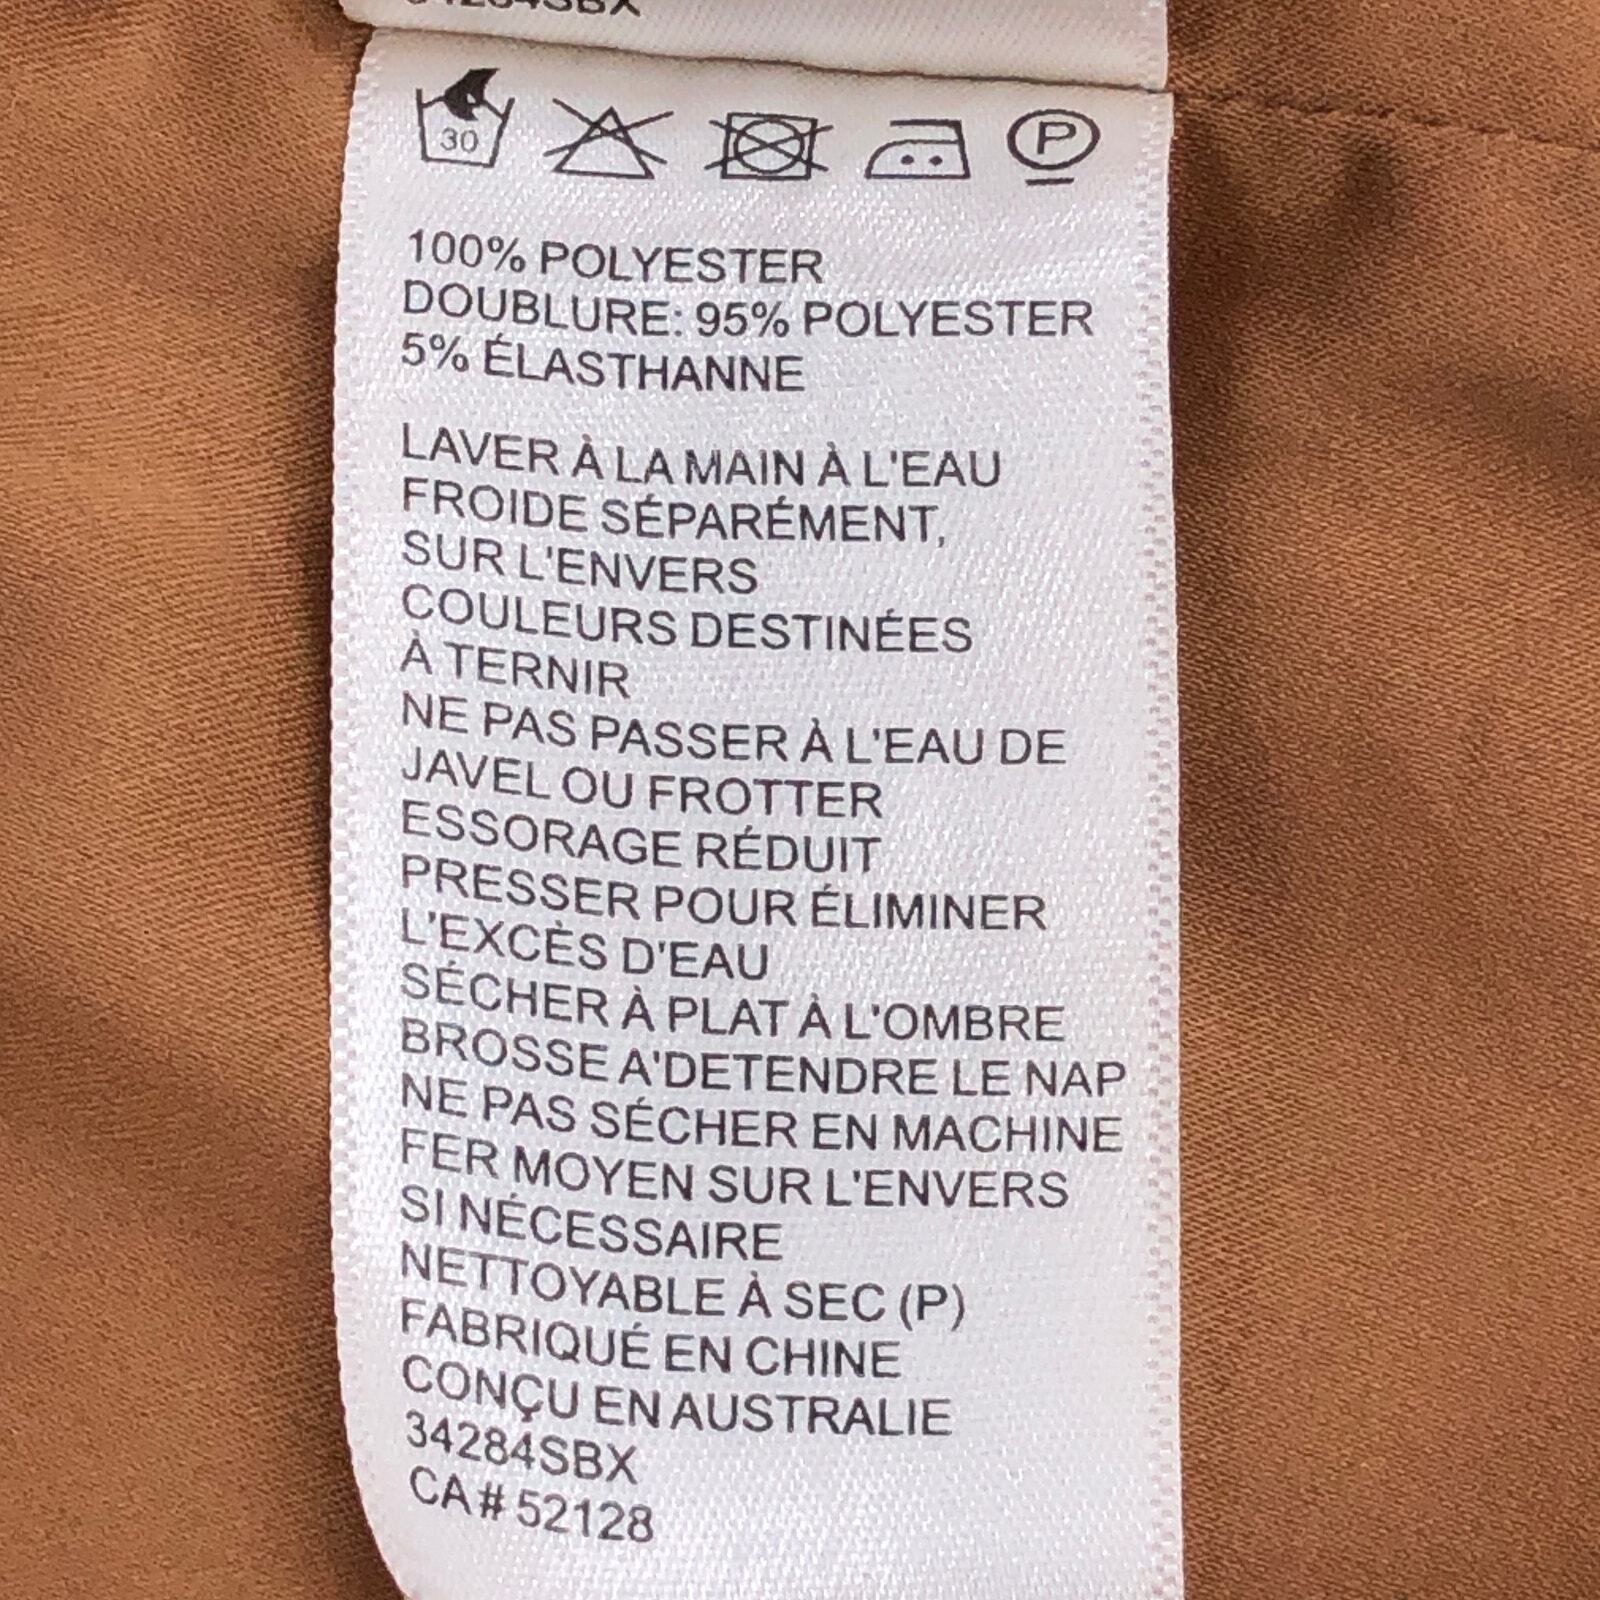 34284SBX
30
P
100% POLYESTER
DOUBLURE: 95% POLYESTER
5% ÉLASTHANNE
LAVER À LA MAIN À L'EAU
FROIDE SÉPARÉMENT,
SUR L'ENVERS
COULEURS DESTINÉES
À TERNIR
NE PAS PASSER À L'EAU DE
JAVEL OU FROTTER
ESSORAGE RÉDUIT
PRESSER POUR ÉLIMINER
L'EXCÈS D'EAU
SÉCHER À PLAT À L'OMBRE
BROSSE A'DETENDRE LE NAP
NE PAS SÉCHER EN MACHINE
FER MOYEN SUR L'ENVERS
SI NÉCESSAIRE
NETTOYABLE À SEC (P)
FABRIQUÉ EN CHINE
CONÇU EN AUSTRALIE
34284SBX
CA # 52128